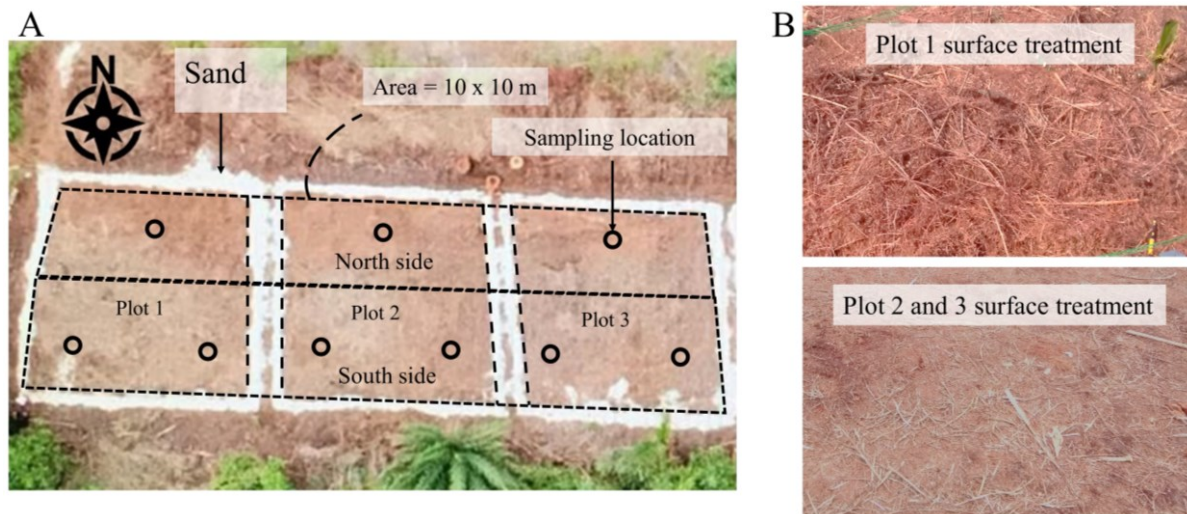 A
N
Sand
Area = 10 x 10 m
Sampling location
North side
Plot 1
Plot 2
Plot 3
South side
B
Plot 1 surface treatment
Plot 2 and 3 surface treatment